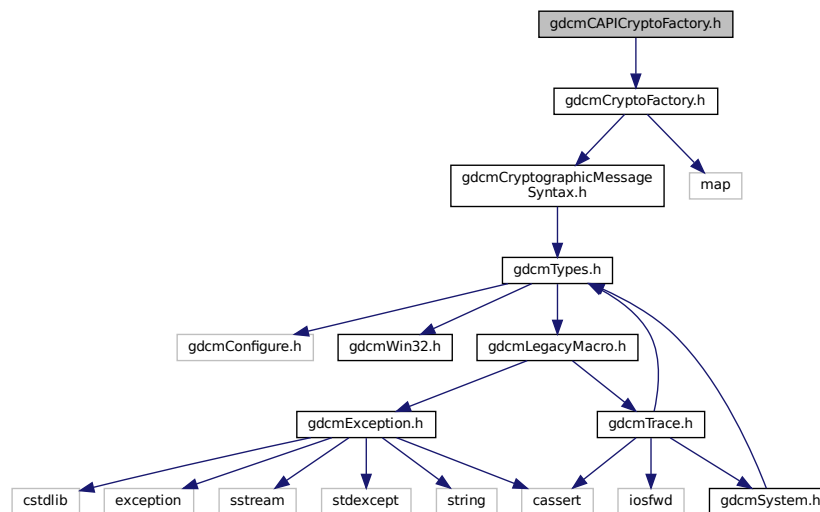 gdcmCAPICryptoFactory.h
gdcmCryptoFactory.h
gdcmCryptographicMessage
Syntax.h
map
gdcmTypes.h
gdcmConfigure.h
gdcmWin32.h
gdcmLegacyMacro.h
gdcmException.h
gdcmTrace.h
cstdlib
exception
sstream
stdexcept
string
cassert
iosfwd
gdcmSystem.h